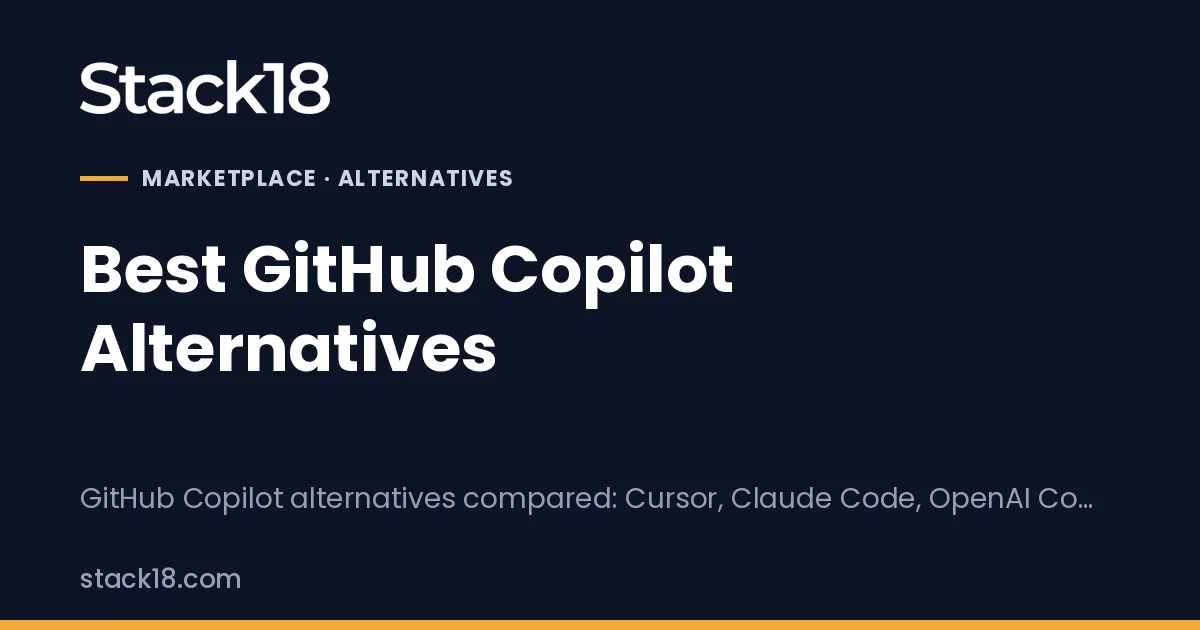 Stack18
MARKETPLACE · ALTERNATIVES
Best GitHub Copilot
Alternatives
GitHub Copilot alternatives compared: Cursor, Claude Code, OpenAI Co...
stack18.com